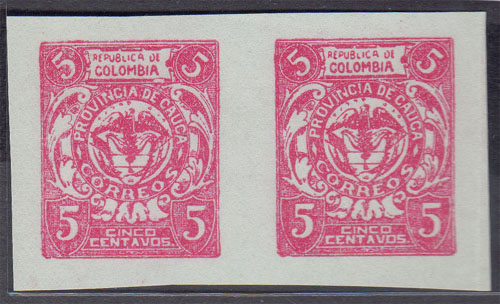 5 REPUBLICA DE 5
COLOMBIA
PROVINCIA DE CAUCA
CORREOS
5 5
CINCO
CENTAVOS.
5 REPUBLICA DE 5
COLOMBIA
PROVINCIA DE CAUCA
CORREOS
5 5
CINCO
CENTAVOS.